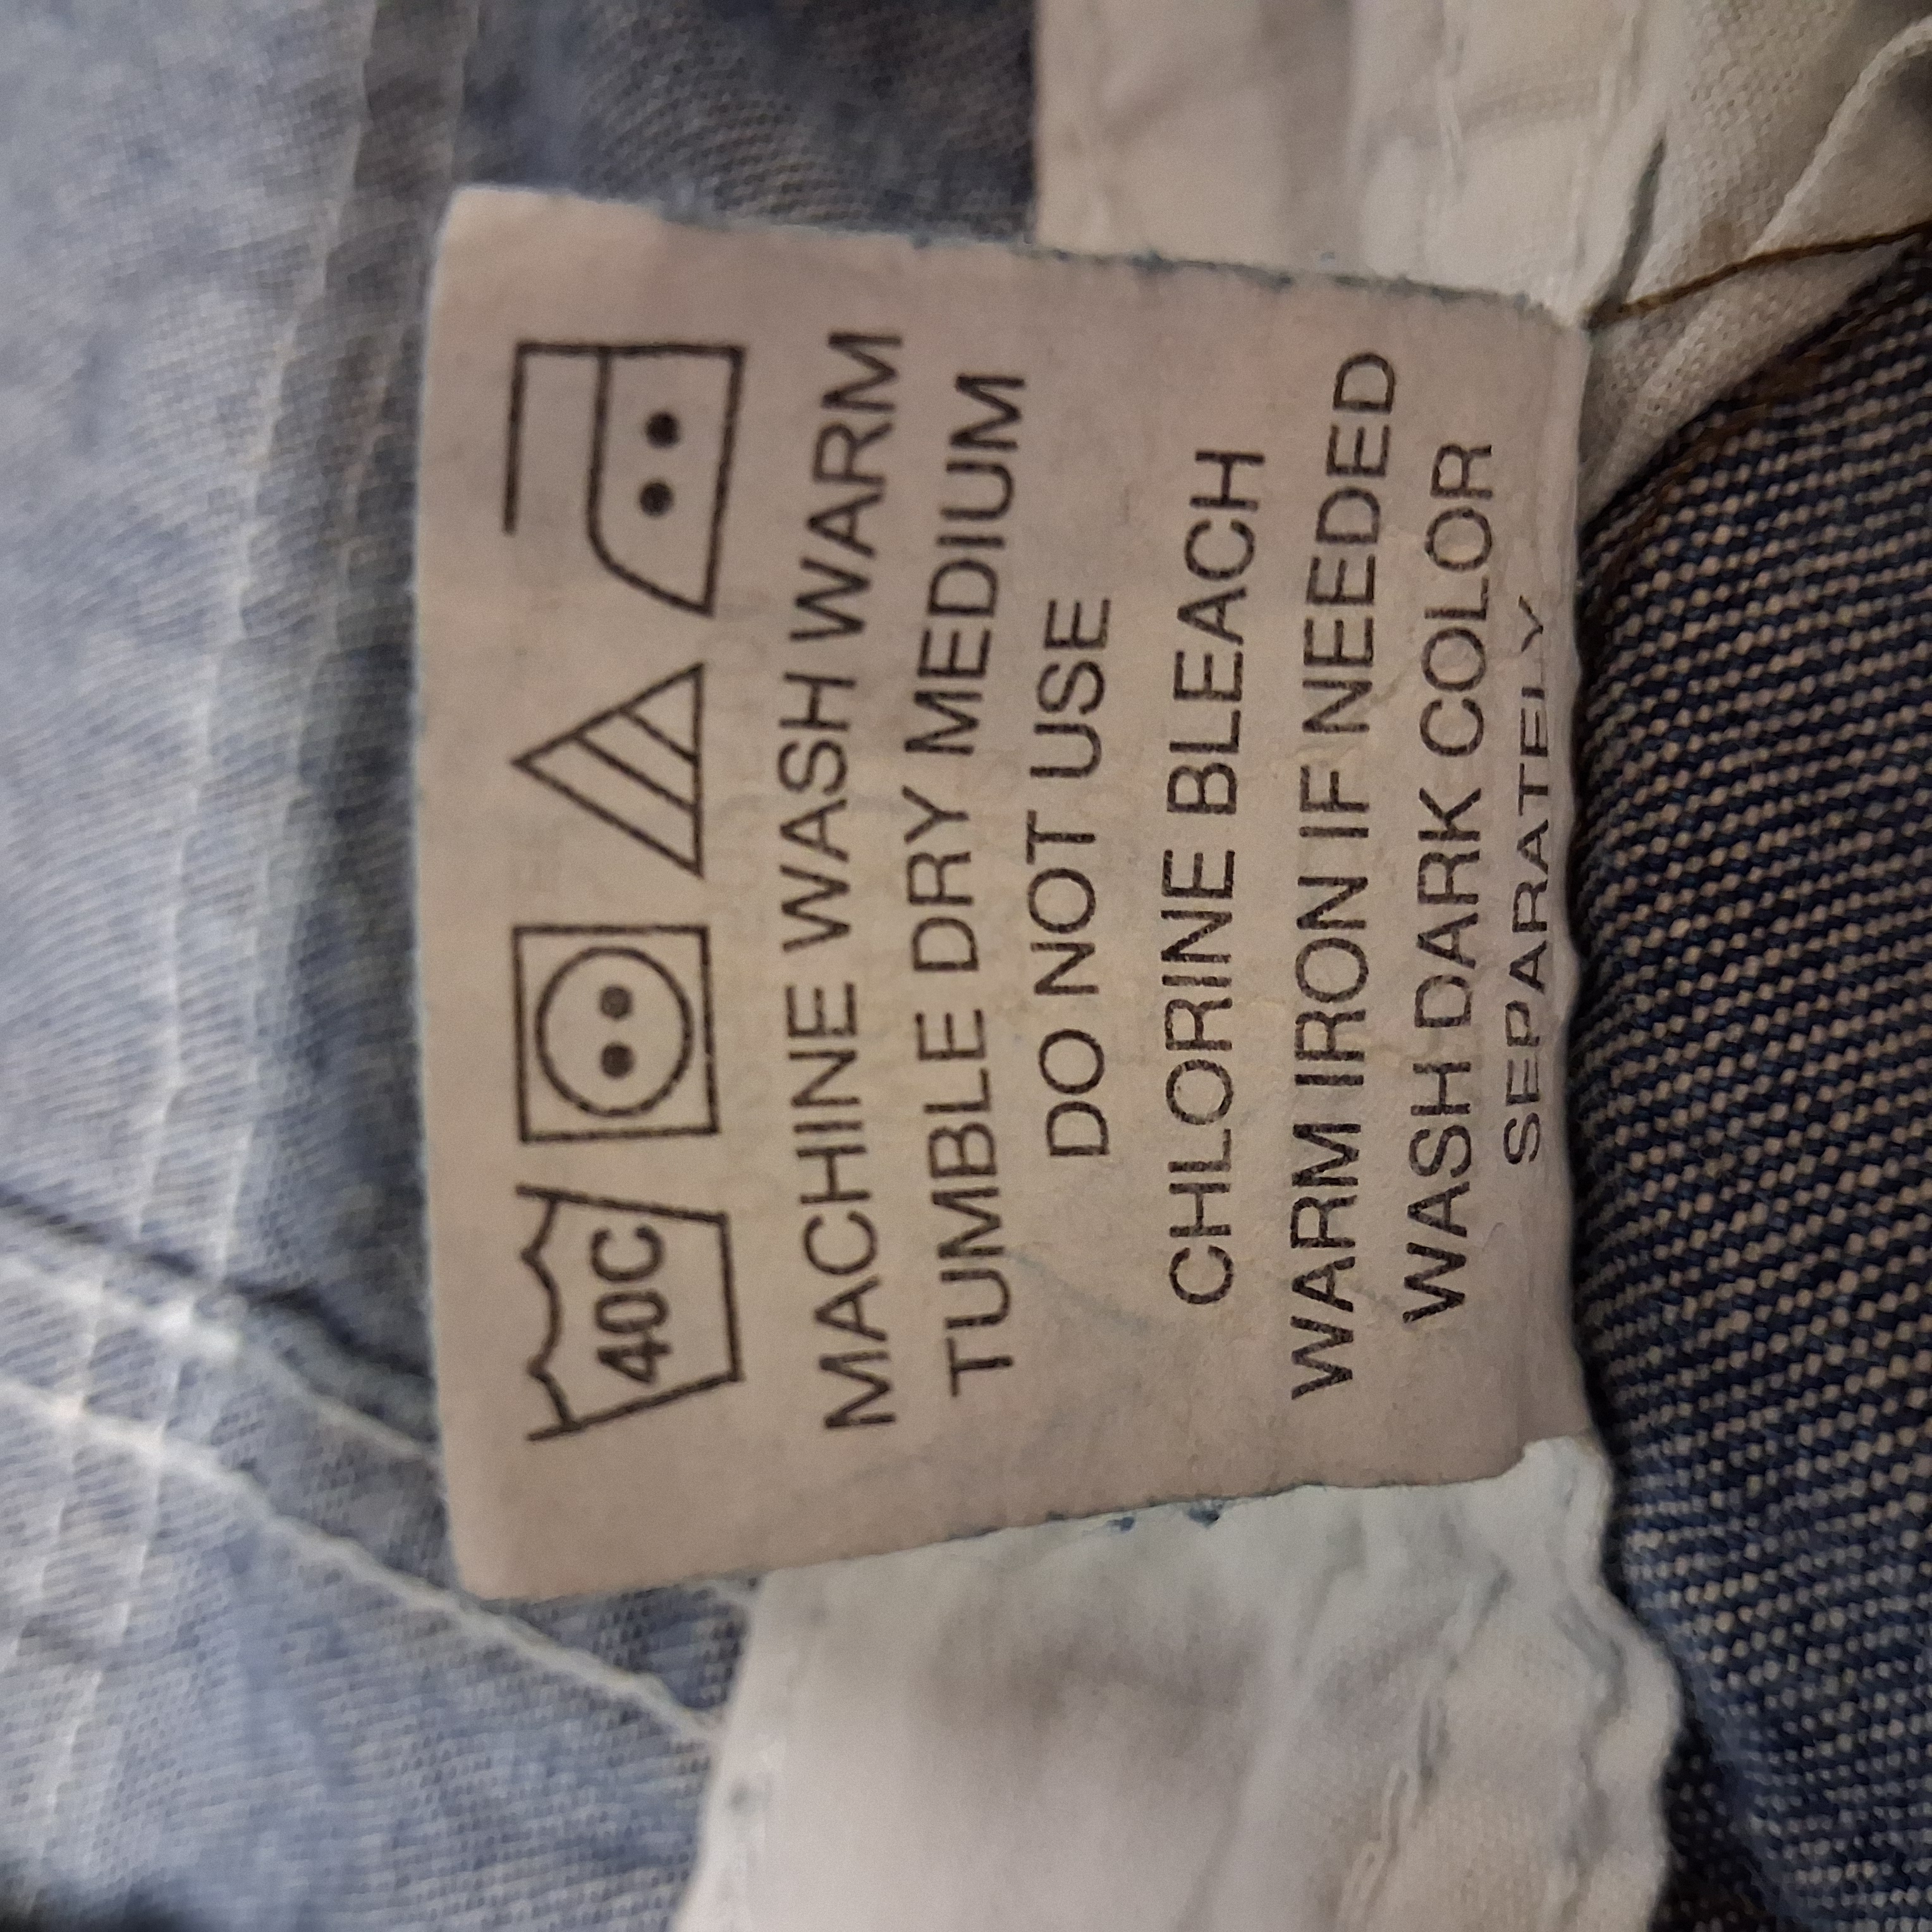 40C
MACHINE WASH WARM
TUMBLE DRY MEDIUM
DO NOT USE
CHLORINE BLEACH
WARM IRON IF NEEDED
WASH DARK COLOR
SEPARATELY